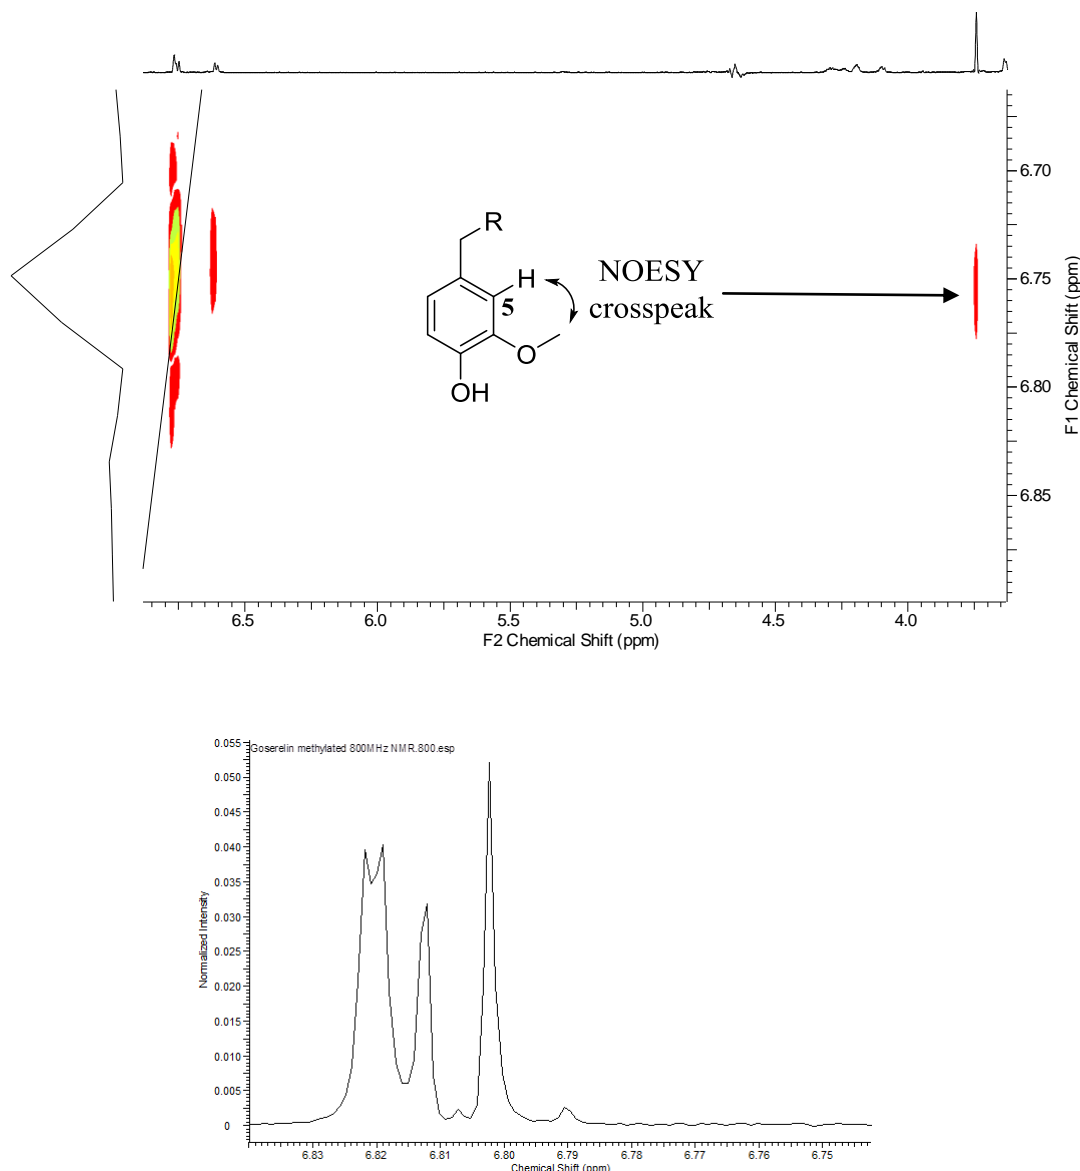 6.70
6.75
6.80
6.85
F1 Chemical Shift (ppm)
R
H
5
O
OH
NOESY
crosspeak
6.5
6.0
5.5
5.0
4.5
4.0
F2 Chemical Shift (ppm)
Goserelin methylated 800MHz NMR.800.esp
0.055
0.050
0.045
0.040
0.035
0.030
0.025
0.020
0.015
0.010
0.005
0
Normalized Intensity
6.83
6.82
6.81
6.80
6.79
6.78
6.77
6.76
6.75
Chemical Shift (ppm)